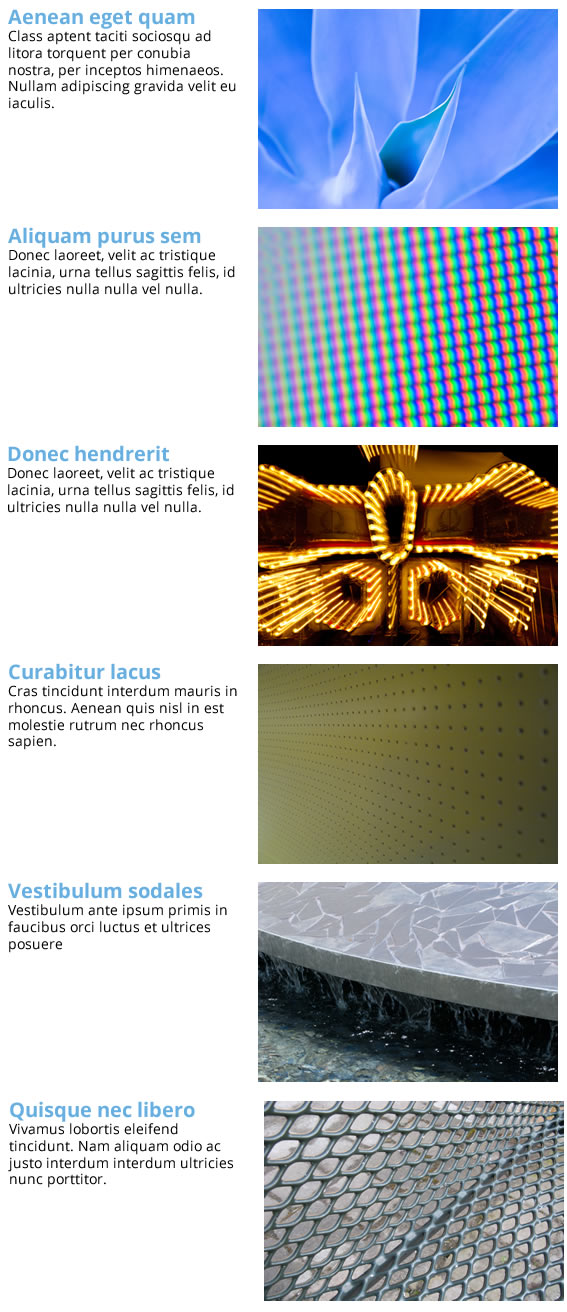 Aenean eget quam
Class aptent taciti sociosqu ad
litora torquent per conubia
nostra, per inceptos himenaeos.
Nullam adipiscing gravida velit eu
iaculis.
Aliquam purus sem
Donec laoreet, velit ac tristique
lacinia, urna tellus sagittis felis, id
ultricies nulla nulla vel nulla.
Donec hendrerit
Donec laoreet, velit ac tristique
lacinia, urna tellus sagittis felis, id
ultricies nulla nulla vel nulla.
Curabitur lacus
Cras tincidunt interdum mauris in
rhoncus. Aenean quis nisl in est
molestie rutrum nec rhoncus
sapien.
Vestibulum sodales
Vestibulum ante ipsum primis in
faucibus orci luctus et ultrices
posuere
Quisque nec libero
Vivamus lobortis eleifend
tincidunt. Nam aliquam odio ac
justo interdum interdum ultricies
nunc porttitor.